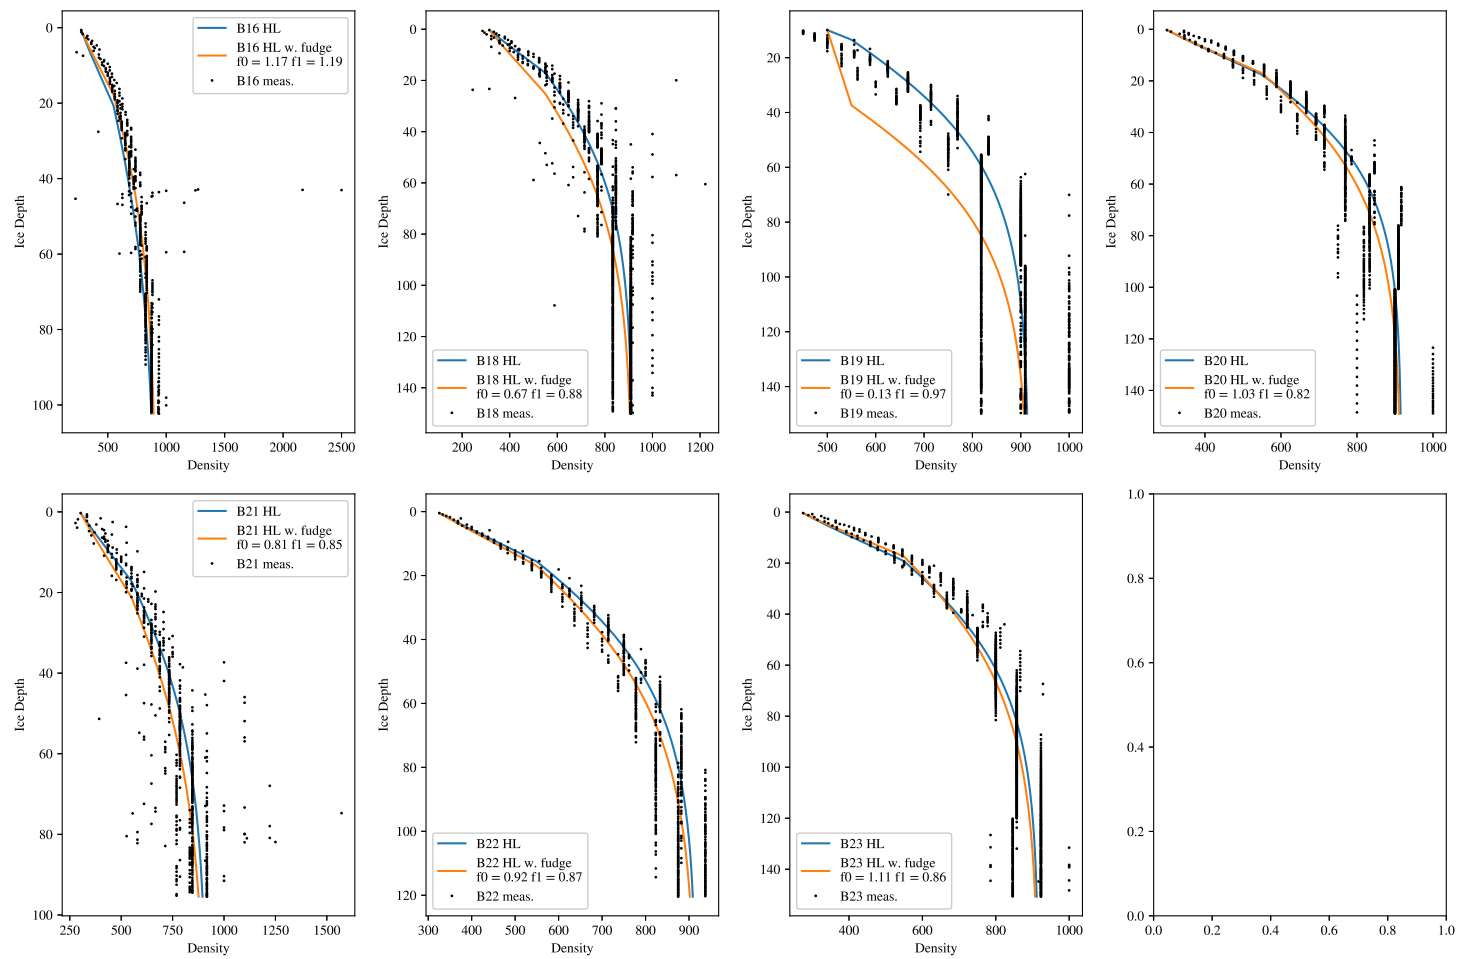 B16 HL
B16 HL w. fudge
f0 = 1.17 f1 = 1.19
B16 meas.
0
20
40
60
80
100
Ice Depth
500
1000
1500
2000
2500
Density
B18 HL
B18 HL w. fudge
f0 = 0.67 f1 = 0.88
B18 meas.
0
20
40
60
80
100
120
140
Ice Depth
200
400
600
800
1000
1200
Density
B19 HL
B19 HL w. fudge
f0 = 0.13 f1 = 0.97
B19 meas.
20
40
60
80
100
120
140
Ice Depth
500
600
700
800
900
1000
Density
B20 HL
B20 HL w. fudge
f0 = 1.03 f1 = 0.82
B20 meas.
0
20
40
60
80
100
120
140
Ice Depth
400
600
800
1000
Density
B21 HL
B21 HL w. fudge
f0 = 0.81 f1 = 0.85
B21 meas.
0
20
40
60
80
100
Ice Depth
250
500
750
1000
1250
1500
Density
B22 HL
B22 HL w. fudge
f0 = 0.92 f1 = 0.87
B22 meas.
0
20
40
60
80
100
120
Ice Depth
300
400
500
600
700
800
900
Density
B23 HL
B23 HL w. fudge
f0 = 1.11 f1 = 0.86
B23 meas.
0
20
40
60
80
100
120
140
Ice Depth
400
600
800
1000
Density
1.0
0.8
0.6
0.4
0.2
0.0
0.0
0.2
0.4
0.6
0.8
1.0